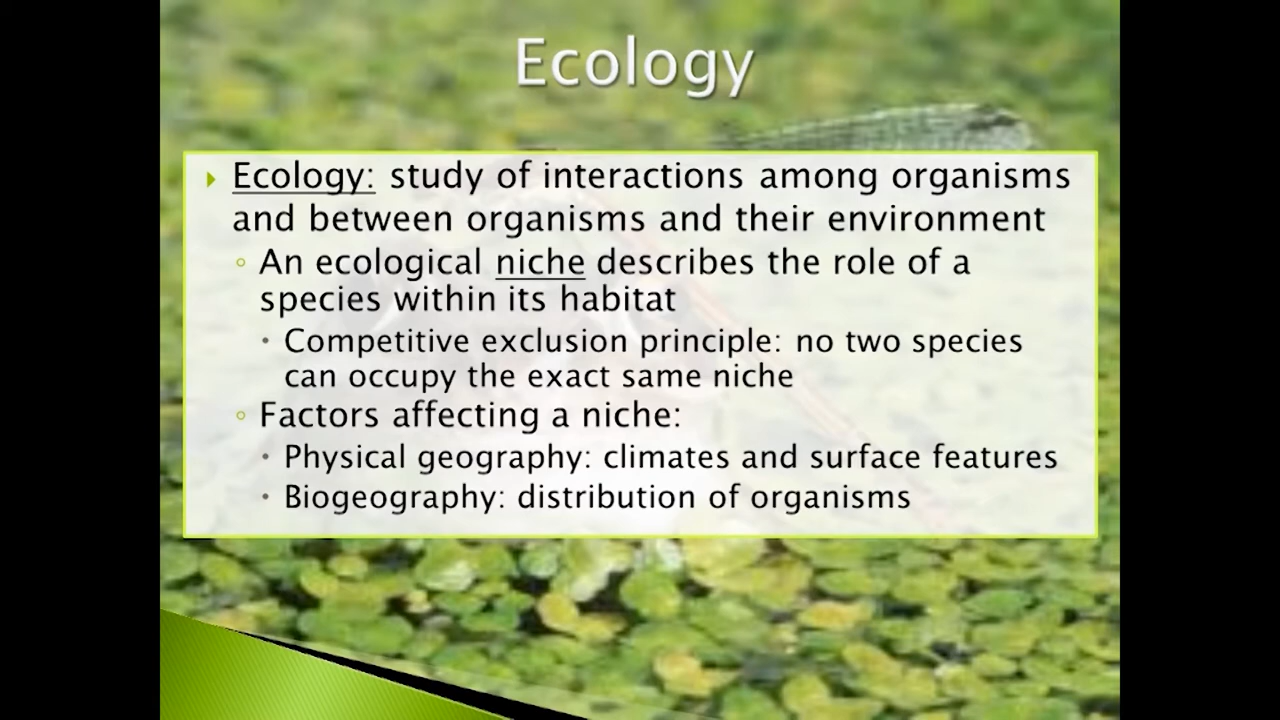 Ecology
Ecology: study of interactions among organisms
and between organisms and their environment
An ecological niche describes the role of a
species within its habitat
Competitive exclusion principle: no two species
can occupy the exact same niche
Factors affecting a niche:
Physical geography: climates and surface features
Biogeography: distribution of organisms